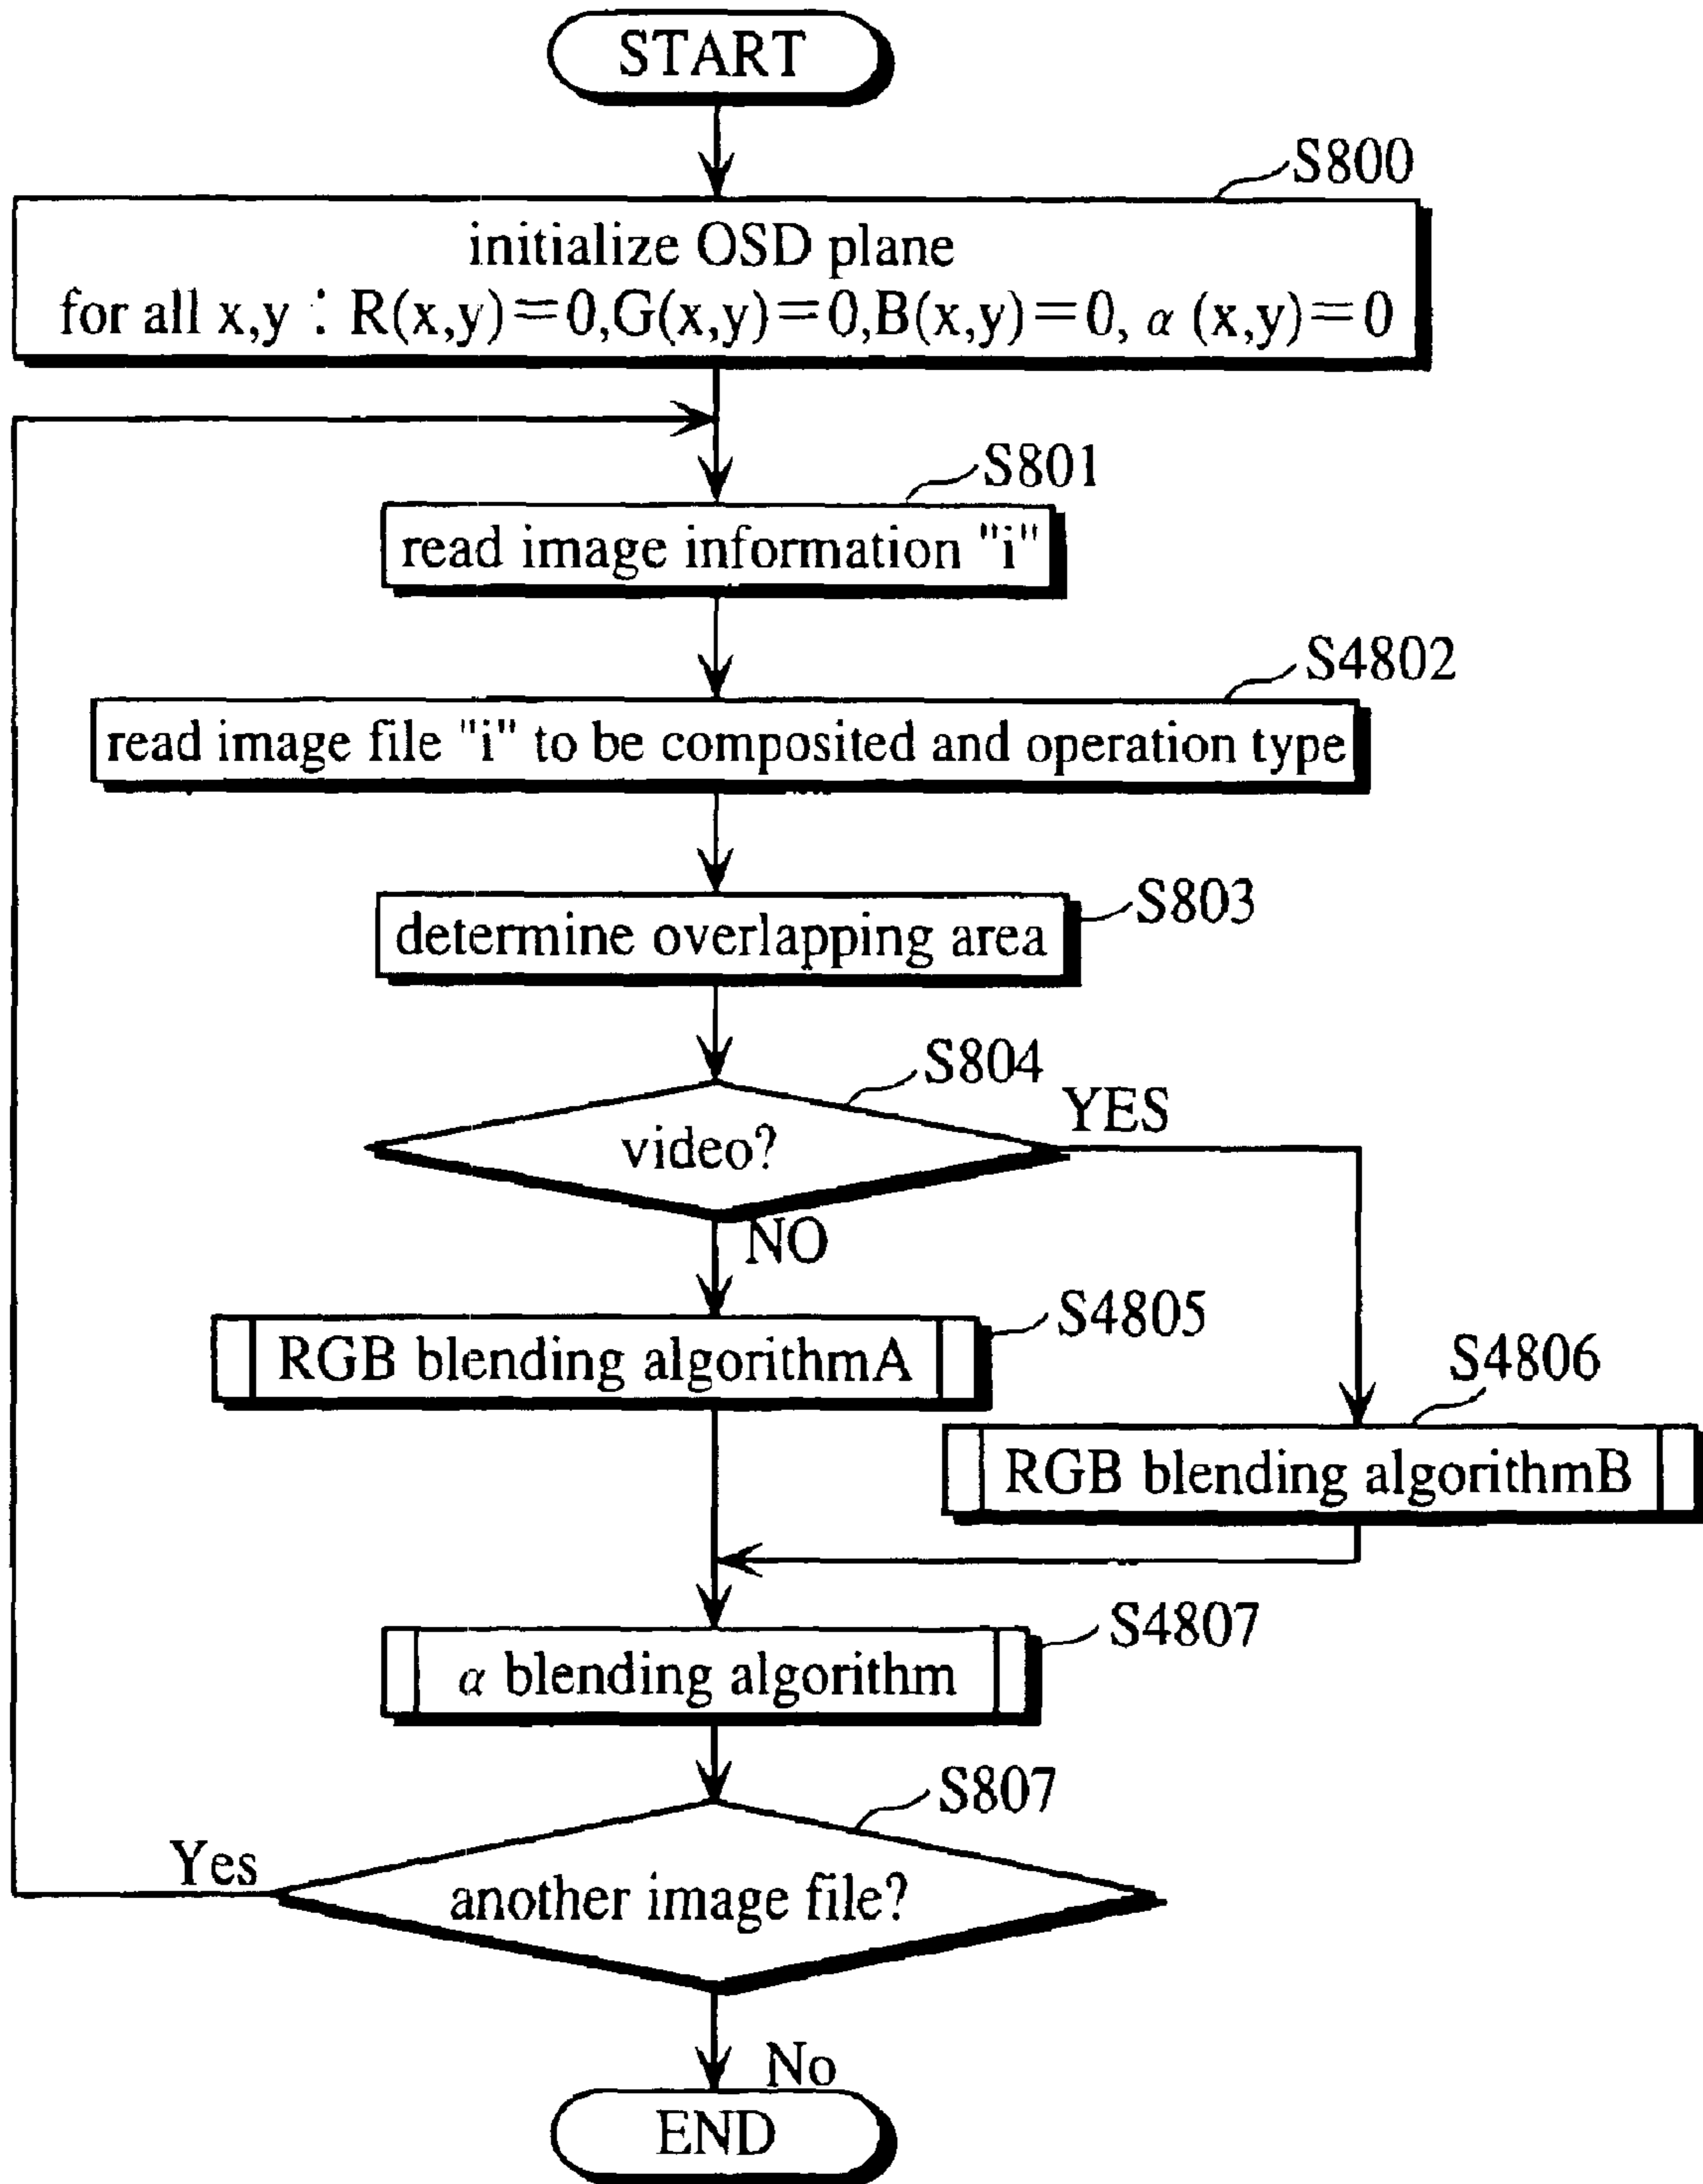 START
S800
initialize OSD plane
for all x,y : R(x,y)=0,G(x,y)=0,B(x,y)=0, α (x,y)=0
S801
read image information "i"
S4802
read image file "i" to be composited and operation type
S803
determine overlapping area
S804
video?
YES
NO
S4805
RGB blending algorithmA
S4806
RGB blending algorithmB
S4807
α blending algorithm
S807
another image file?
Yes
No
END